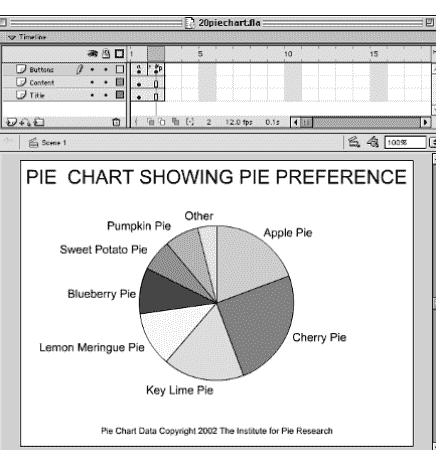 20piechart.fla
Timeline
1 5 10 15
Buttons
Content
Title
2 12.0 fps 0.1s
Scene 1 100%
PIE CHART SHOWING PIE PREFERENCE
Other
Pumpkin Pie Apple Pie
Sweet Potato Pie
Blueberry Pie
Cherry Pie
Lemon Meringue Pie
Key Lime Pie
Pie Chart Data Copyright 2002 The Institute for Pie Research